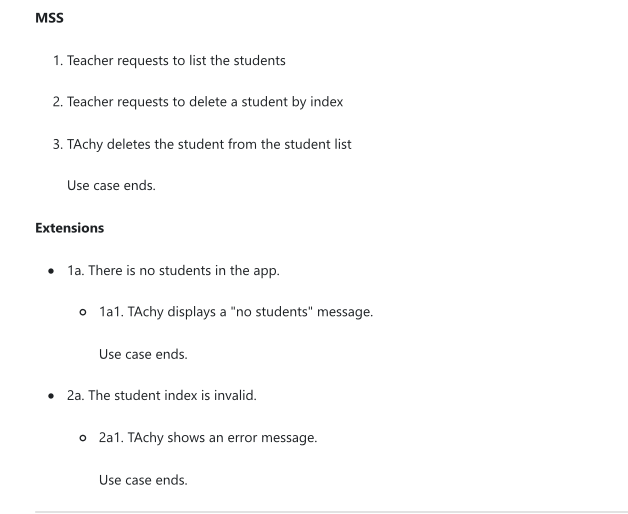 MSS
1. Teacher requests to list the students
2. Teacher requests to delete a student by index
3. TAchy deletes the student from the student list
Use case ends.
Extensions
• 1a. There is no students in the app.
○ 1a1. TAchy displays a "no students" message.
Use case ends.
• 2a. The student index is invalid.
○ 2a1. TAchy shows an error message.
Use case ends.